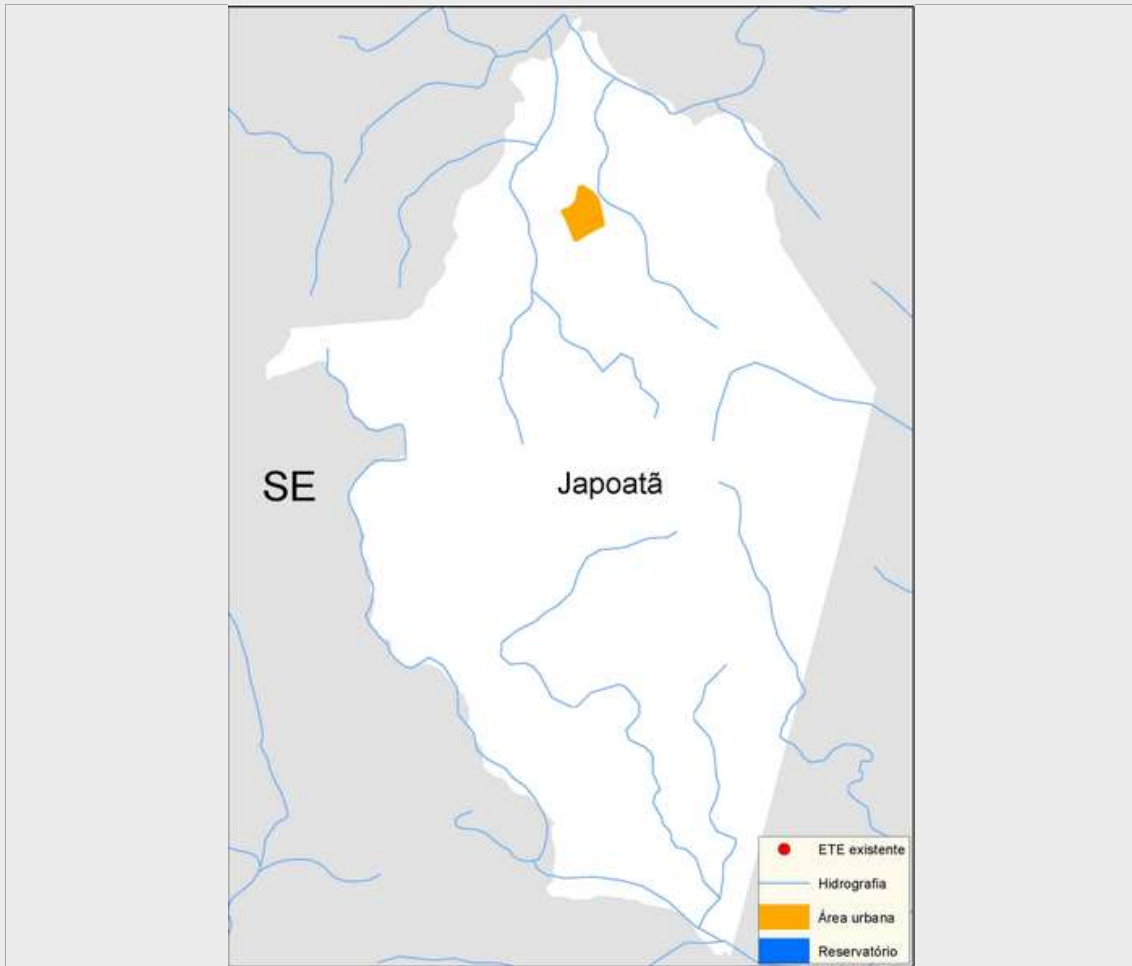 SE
Japoatã
ETE existente
Hidrografia
Área urbana
Reservatório